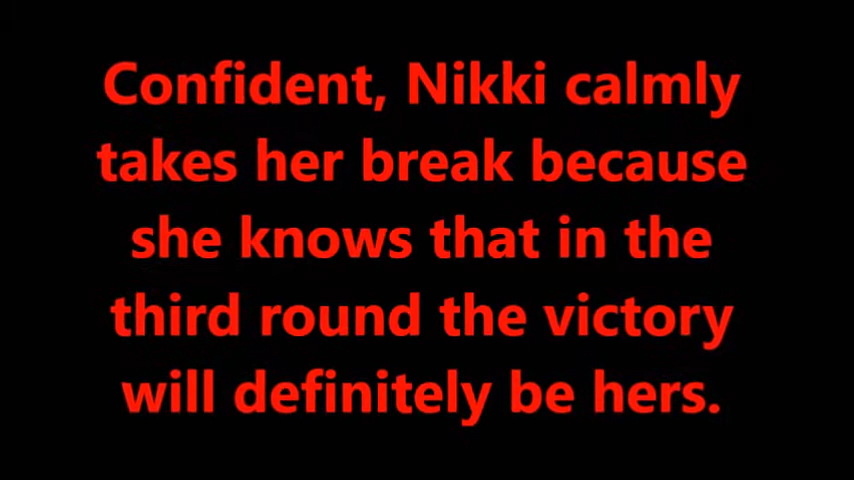 Confident, Nikki calmly
takes her break because
she knows that in the
third round the victory
will definitely be hers.